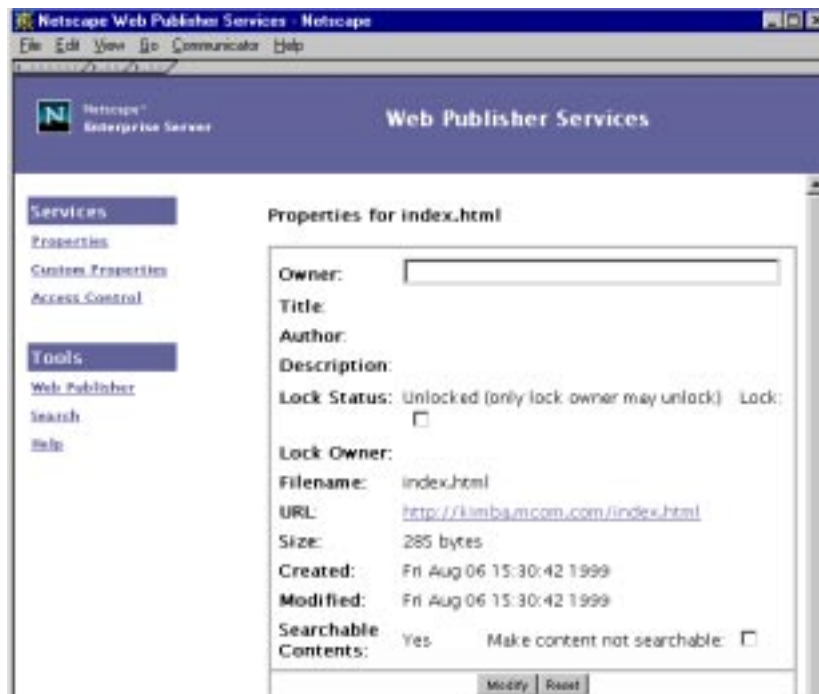 Netscape Web Publisher Services - Netscape
File Edit View Go Communicator Help
Netscape
Enterprise Server
Web Publisher Services
Services
Properties
Custom Properties
Access Control
Tools
Web Publisher
Search
Help
Properties for index.html
Owner:
Title:
Author:
Description:
Lock Status: Unlocked (only lock owner may unlock) Lock:
Lock Owner:
Filename: index.html
URL: http://kimba.mcom.com/index.html
Size: 285 bytes
Created: Fri Aug 06 15:30:42 1999
Modified: Fri Aug 06 15:30:42 1999
Searchable
Contents: Yes Make content not searchable:
Modify Reset